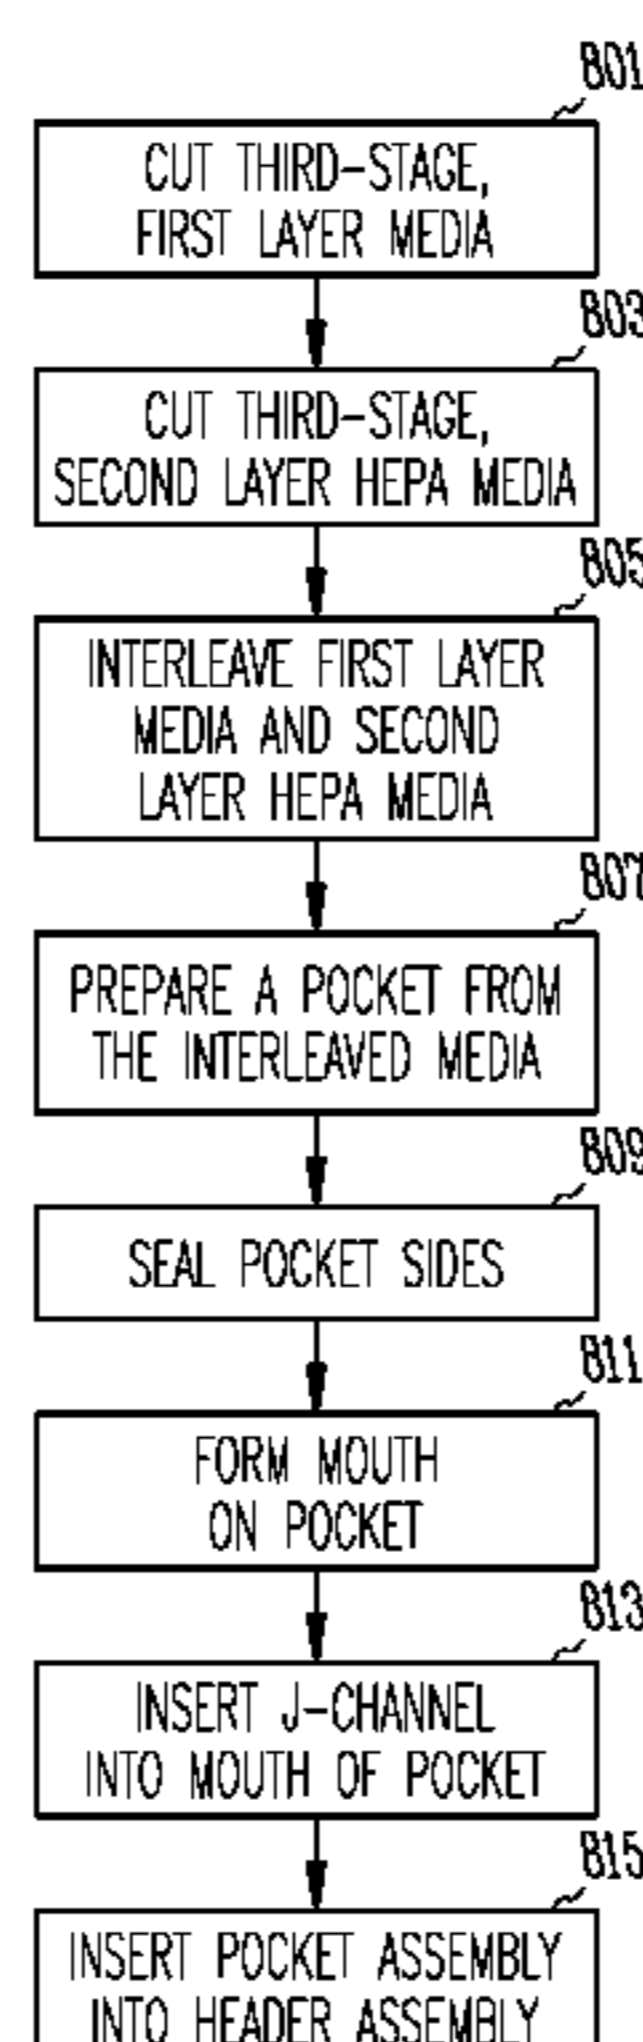 801
CUT THIRD-STAGE,
FIRST LAYER MEDIA
803
CUT THIRD-STAGE,
SECOND LAYER HEPA MEDIA
805
INTERLEAVE FIRST LAYER
MEDIA AND SECOND
LAYER HEPA MEDIA
807
PREPARE A POCKET FROM
THE INTERLEAVED MEDIA
809
SEAL POCKET SIDES
811
FORM MOUTH
ON POCKET
813
INSERT J-CHANNEL
INTO MOUTH OF POCKET
815
INSERT POCKET ASSEMBLY
INTO HEADER ASSEMBLY